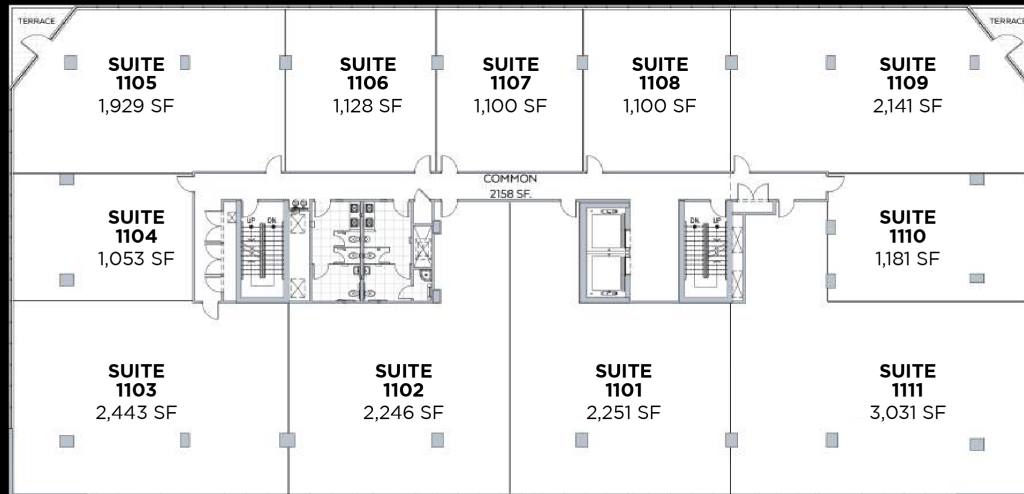 TERRACE
TERRACE
SUITE
1105
1,929 SF
SUITE
1106
1,128 SF
SUITE
1107
1,100 SF
SUITE
1108
1,100 SF
SUITE
1109
2,141 SF
COMMON
2158 SF.
SUITE
1104
1,053 SF
UP DN.
DN. UP
SUITE
1110
1,181 SF
SUITE
1103
2,443 SF
SUITE
1102
2,246 SF
SUITE
1101
2,251 SF
SUITE
1111
3,031 SF